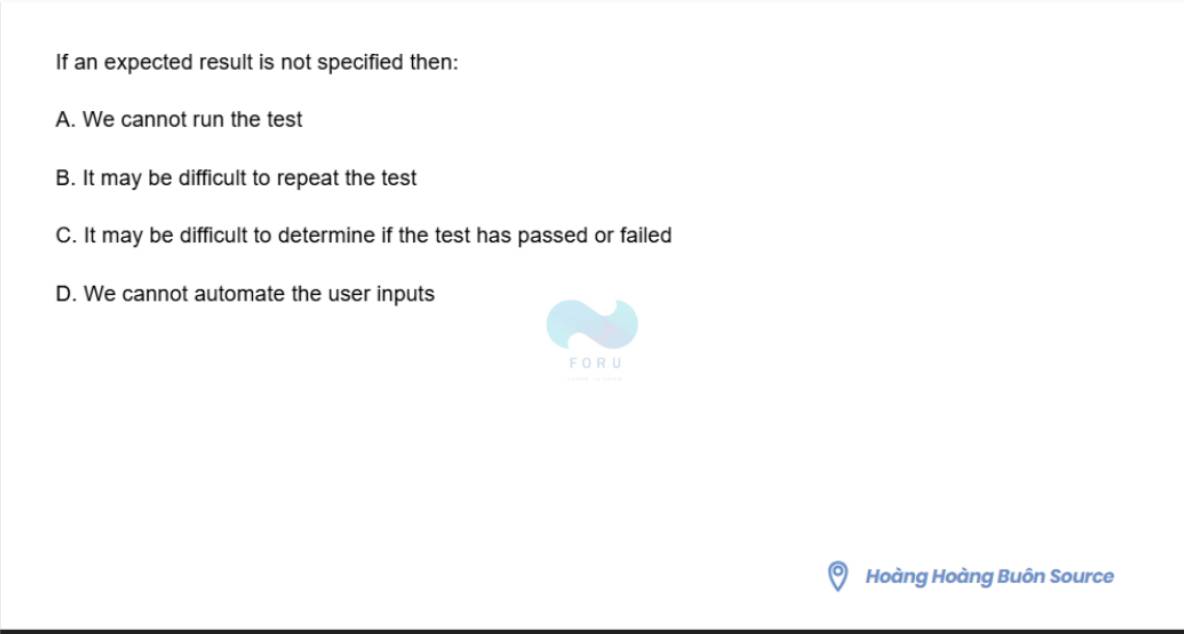 If an expected result is not specified then:
A. We cannot run the test
B. It may be difficult to repeat the test
C. It may be difficult to determine if the test has passed or failed
D. We cannot automate the user inputs
FORU
Hoàng Hoàng Buôn Source